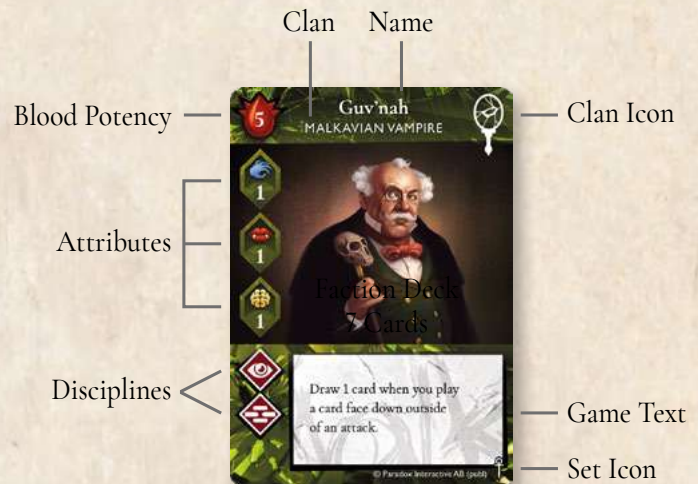 Clan Name
Blood Potency
5
Guv'nah
MALKAVIAN VAMPIRE
Clan Icon
Attributes
1
1
1
Faction Deck
7 Cards
Disciplines
Draw 1 card when you play
a card face down outside
of an attack.
Game Text
© Paradox Interactive AB (publ)
Set Icon